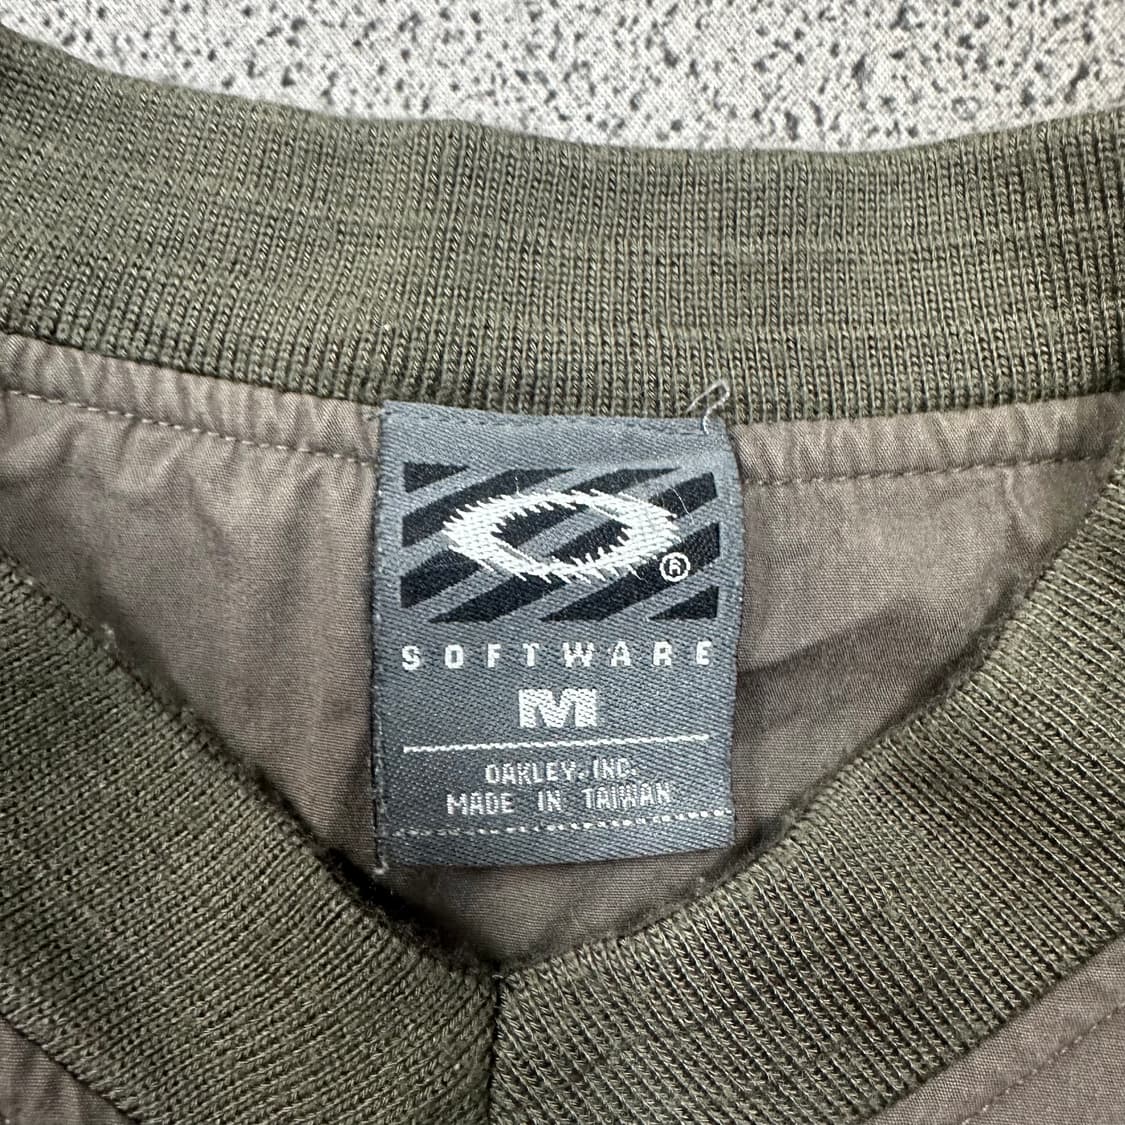 ®
SOFTWARE
M
OAKLEY, INC.
MADE IN TAIWAN